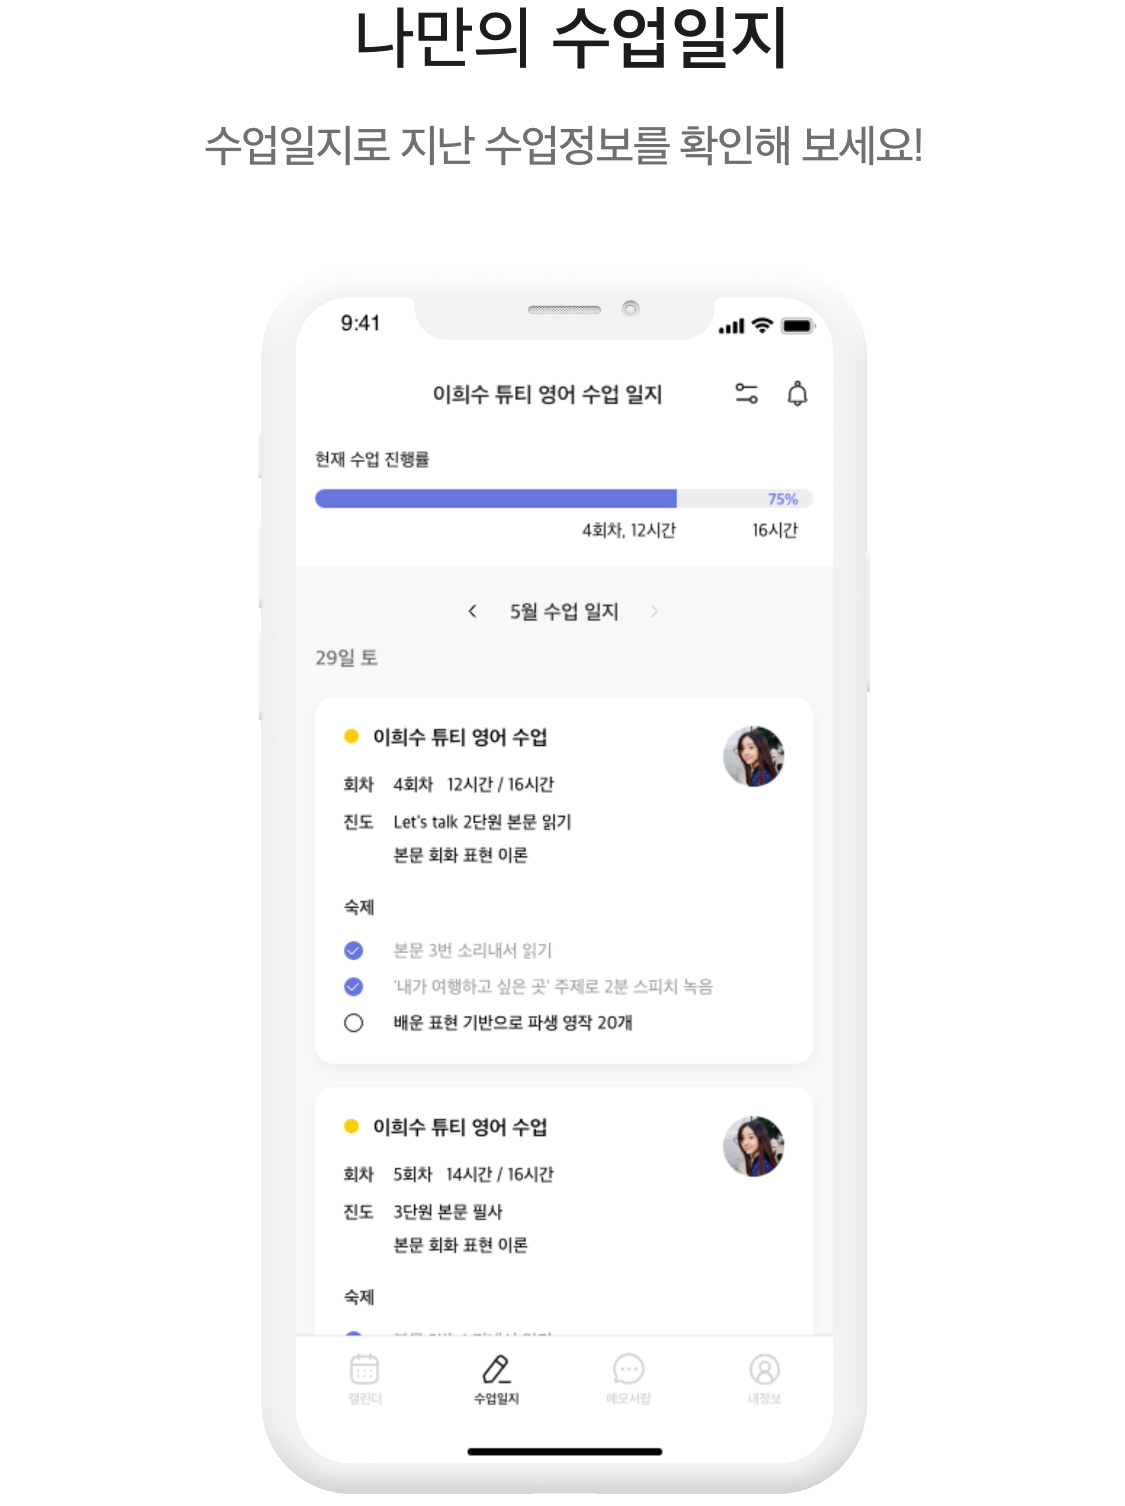 나만의 수업일지
수업일지로 지난 수업정보를 확인해 보세요!
9:41
이희수 튜티 영어 수업 일지
현재 수업 진행률
75%
4회차, 12시간 16시간
5월 수업 일지
29일 토
이희수 튜티 영어 수업
회차 4회차 12시간 / 16시간
진도 Let's talk 2단원 본문 읽기
본문 회화 표현 이론
숙제
본문 3번 소리내서 읽기
'내가 여행하고 싶은 곳' 주제로 2분 스피치 녹음
배운 표현 기반으로 파생 영작 20개
이희수 튜티 영어 수업
회차 5회차 14시간 / 16시간
진도 3단원 본문 필사
본문 회화 표현 이론
숙제
캘린더 수업일지 메모서랍 내정보